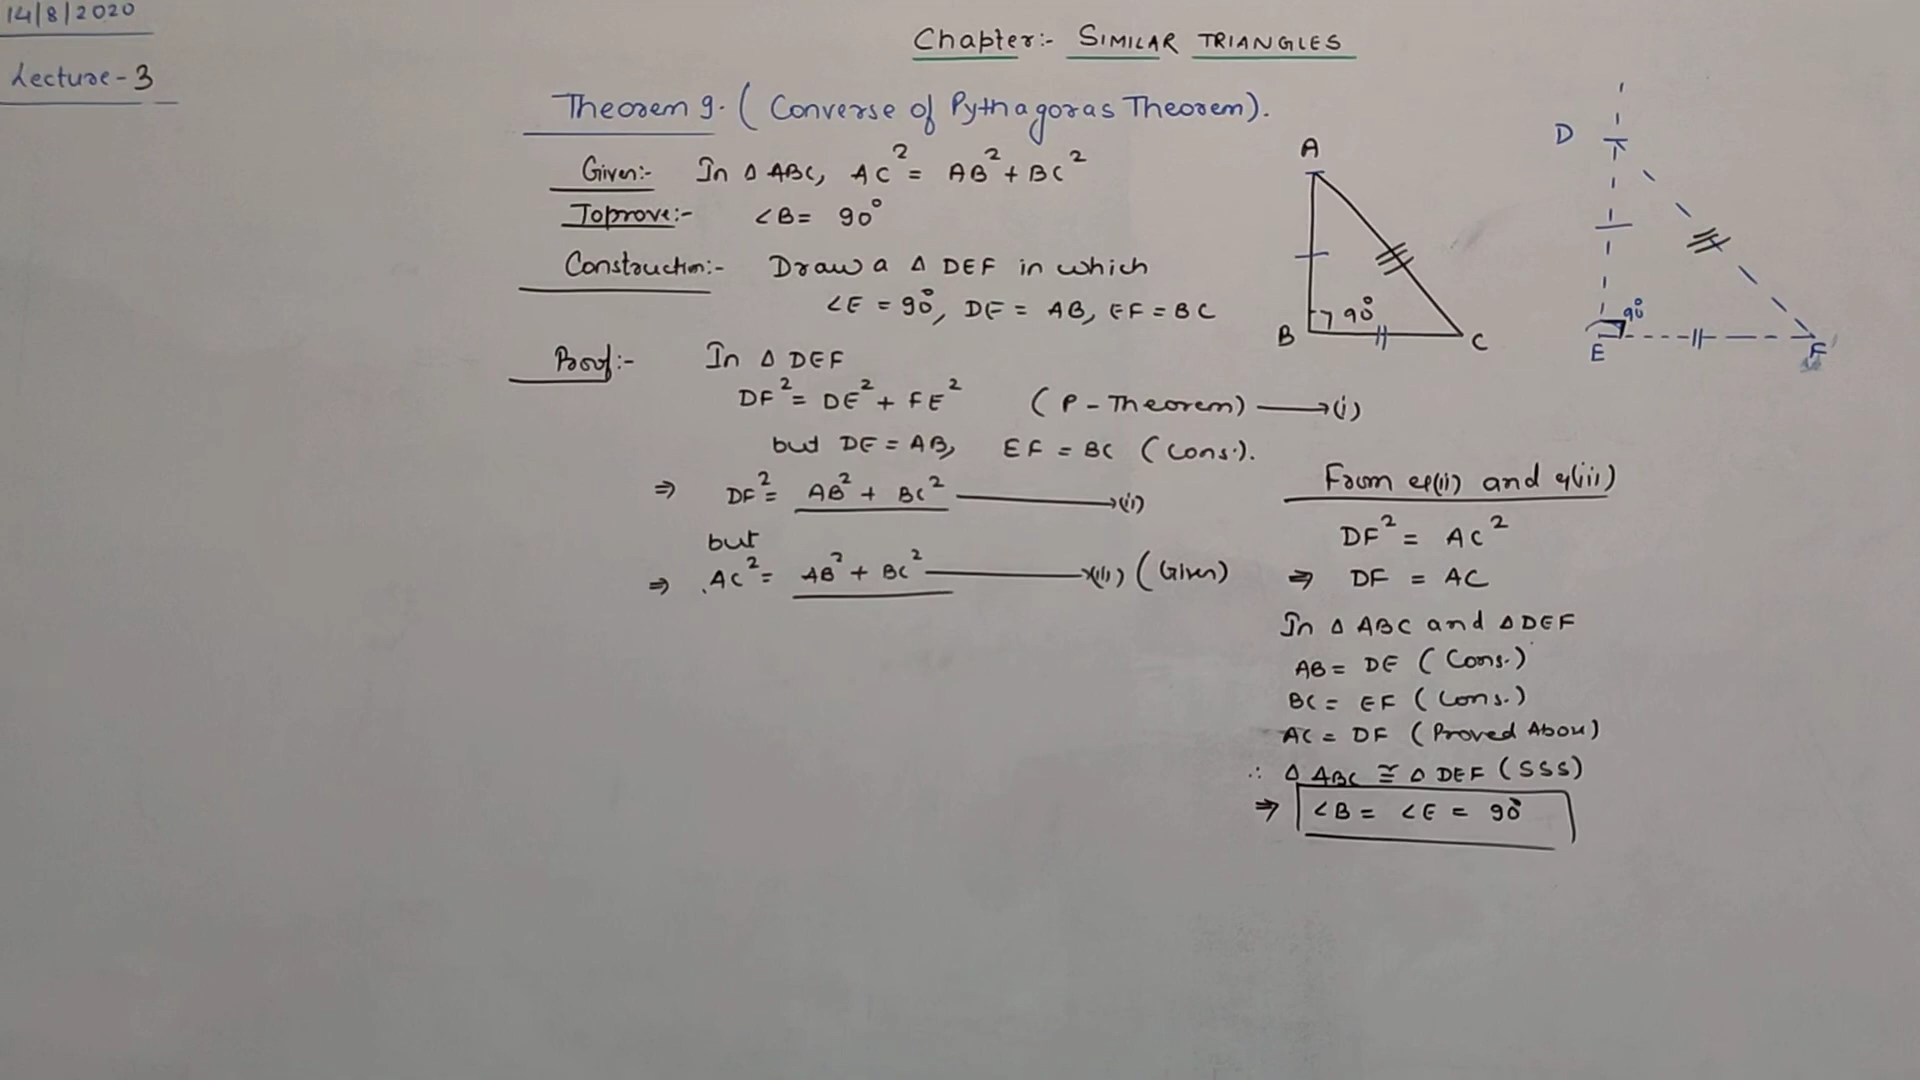 14/8/2020
Lecture-3
Chapter:- SIMILAR TRIANGLES
Theorem 9. (Converse of Pythagoras Theorem).
Given:- In Δ ABC, AC² = AB² + BC²
Toprove:- ∠B = 90°
Construction:- Draw a Δ DEF in which
∠E = 90°, DE = AB, EF = BC
A
B
C
90°
D
E
F
90°
Proof:- In Δ DEF
DF² = DE² + FE² (P-Theorem) ⟶(i)
but DE = AB, EF = BC (Cons.).
⇒ DF² = AB² + BC² ⟶(ii)
but
⇒ AC² = AB² + BC² ⟶(iii) (Given)
From eq(ii) and q(iii)
DF² = AC²
⇒ DF = AC
In Δ ABC and Δ DEF
AB = DE (Cons.)
BC = EF (Cons.)
AC = DF (Proved Above)
∴ Δ ABC ≅ Δ DEF (SSS)
⇒ ∠B = ∠E = 90°